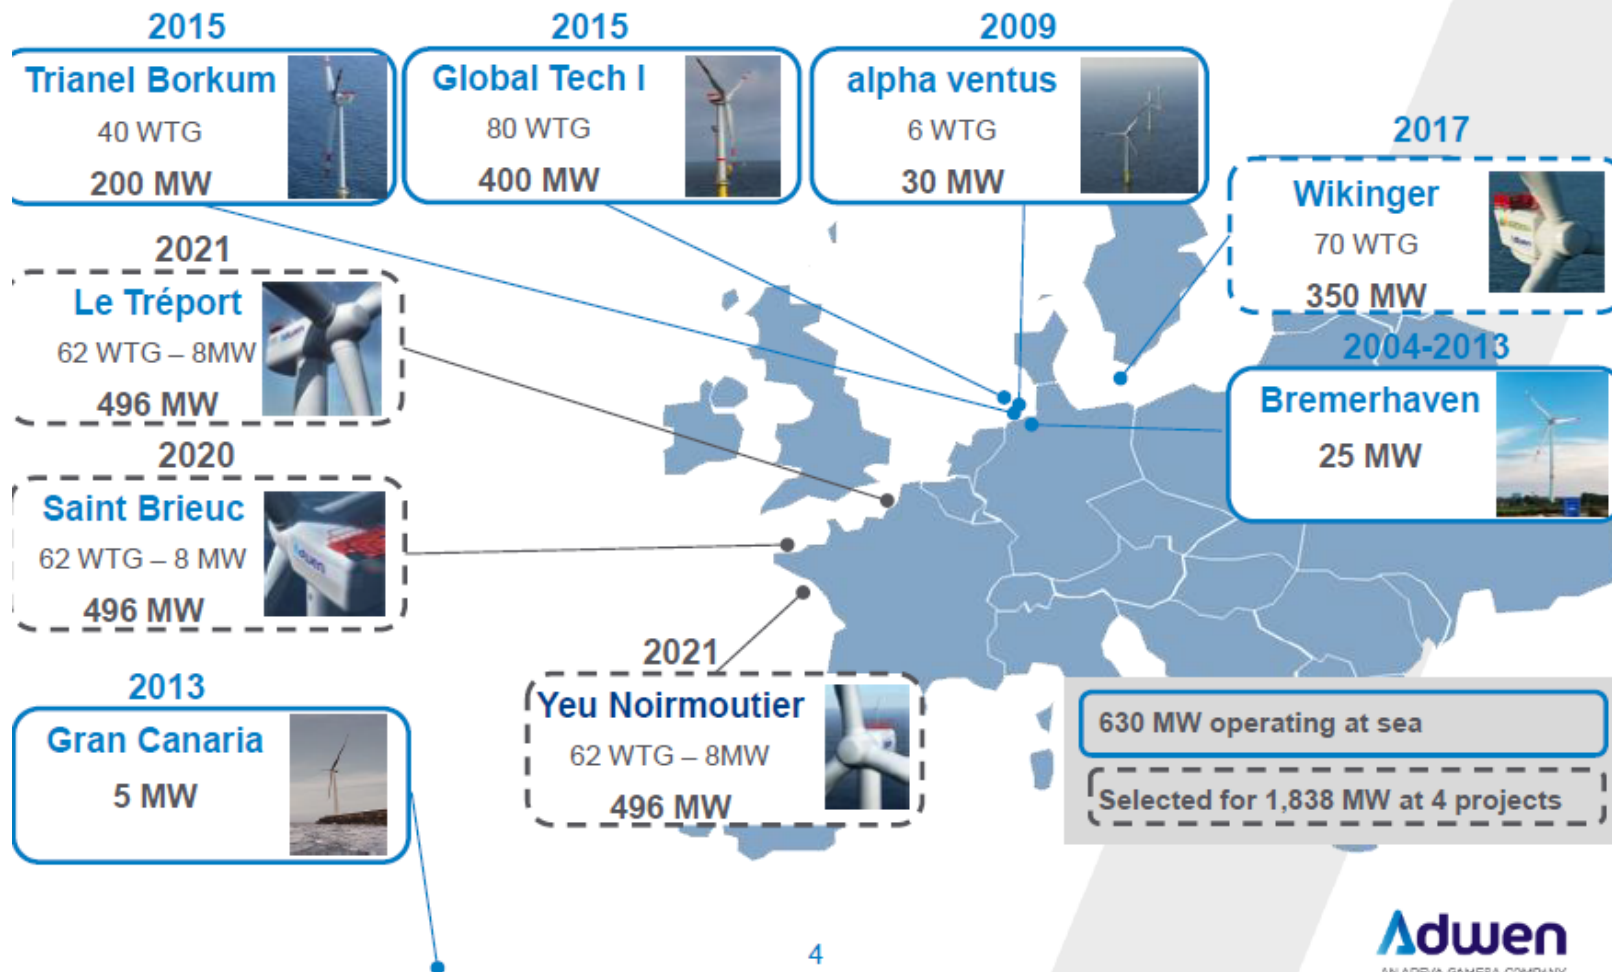 2015
Trianel Borkum
40 WTG
200 MW
2015
Global Tech I
80 WTG
400 MW
2009
alpha ventus
6 WTG
30 MW
2017
Wikinger
70 WTG
350 MW
2021
Le Tréport
62 WTG – 8MW
496 MW
2004-2013
Bremerhaven
25 MW
2020
Saint Brieuc
62 WTG – 8 MW
496 MW
Adwen
2013
Gran Canaria
5 MW
2021
Yeu Noirmoutier
62 WTG – 8MW
496 MW
630 MW operating at sea
Selected for 1,838 MW at 4 projects
4
Adwen